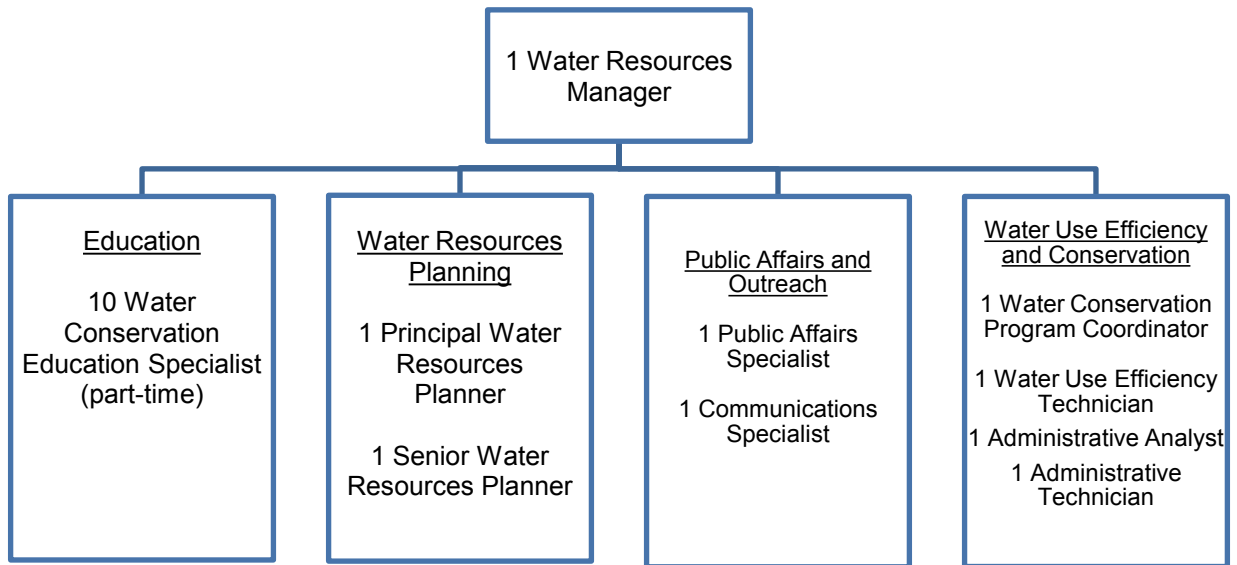 1 Water Resources
Manager
Education
10 Water
Conservation
Education Specialist
(part-time)
Water Resources
Planning
1 Principal Water
Resources
Planner
1 Senior Water
Resources Planner
Public Affairs and
Outreach
1 Public Affairs
Specialist
1 Communications
Specialist
Water Use Efficiency
and Conservation
1 Water Conservation
Program Coordinator
1 Water Use Efficiency
Technician
1 Administrative Analyst
1 Administrative
Technician